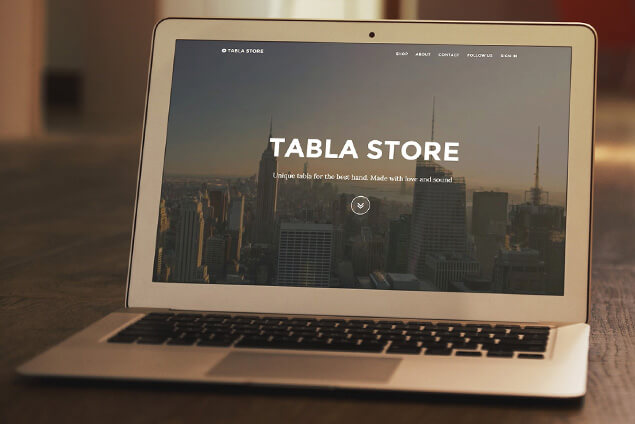 TABLA STORE
SHOP ABOUT CONTACT FOLLOW US SIGN IN
TABLA STORE
Unique tabla for the best hand. Made with love and sound